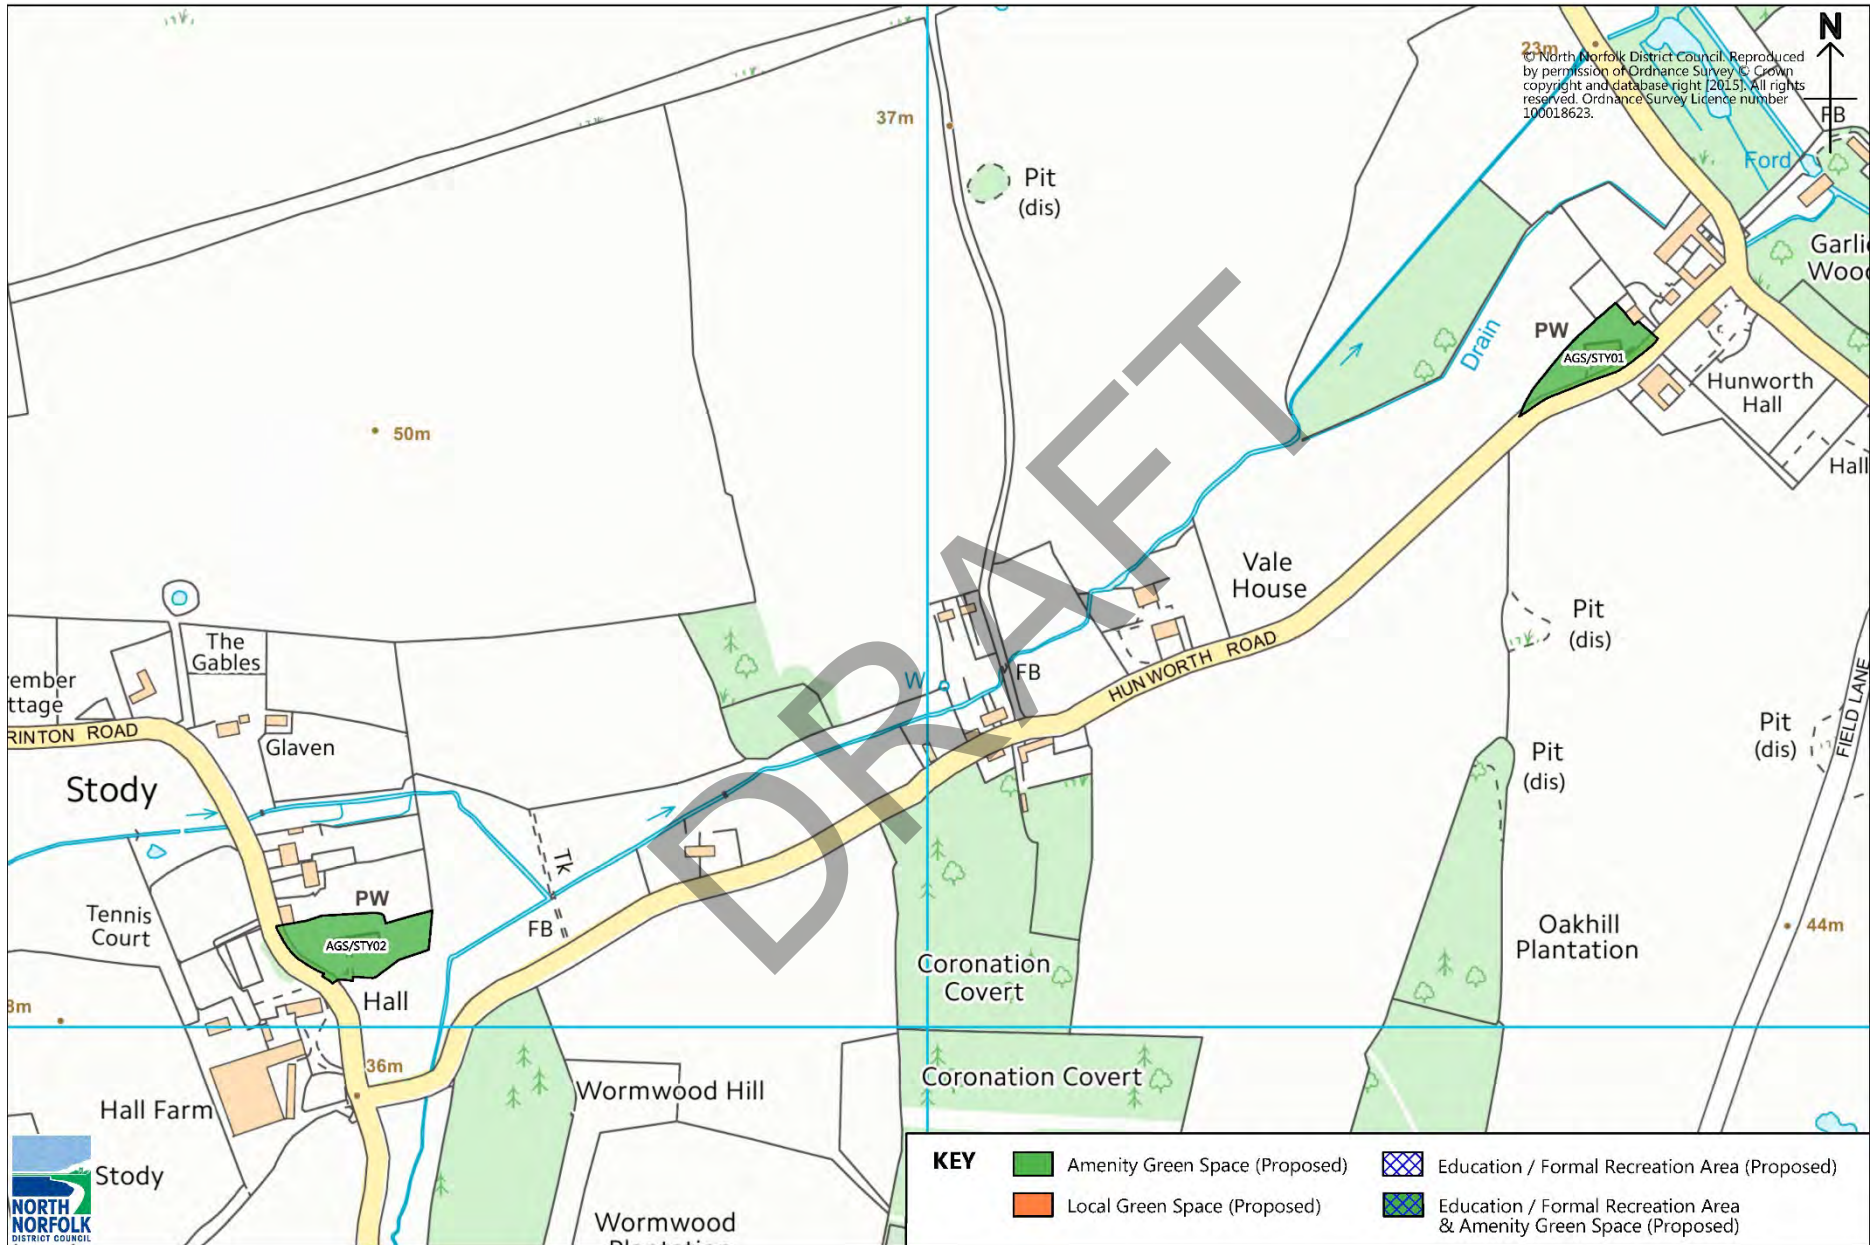 23m
© North Norfolk District Council. Reproduced
by permission of Ordnance Survey © Crown
copyright and database right [2015]. All rights
reserved. Ordnance Survey Licence number
100018623.
N
FB
37m
Ford
Pit
(dis)
Garlic
Wood
PW
AGS/STY01
Drain
Hunworth
Hall
50m
Hall
DRAFT
Vale
House
Pit
(dis)
The
Gables
FB
W
HUNWORTH ROAD
FIELD LANE
ember
ttage
RINTON ROAD
Glaven
Pit
(dis)
Pit
(dis)
Stody
Tk
PW
Tennis
Court
AGS/STY02
FB
Oakhill
Plantation
44m
Coronation
Covert
Hall
3m
36m
Coronation Covert
Wormwood Hill
Hall Farm
Stody
Wormwood
Plantation
NORTH
NORFOLK
DISTRICT COUNCIL
KEY
Amenity Green Space (Proposed)
Local Green Space (Proposed)
Education / Formal Recreation Area (Proposed)
Education / Formal Recreation Area
& Amenity Green Space (Proposed)